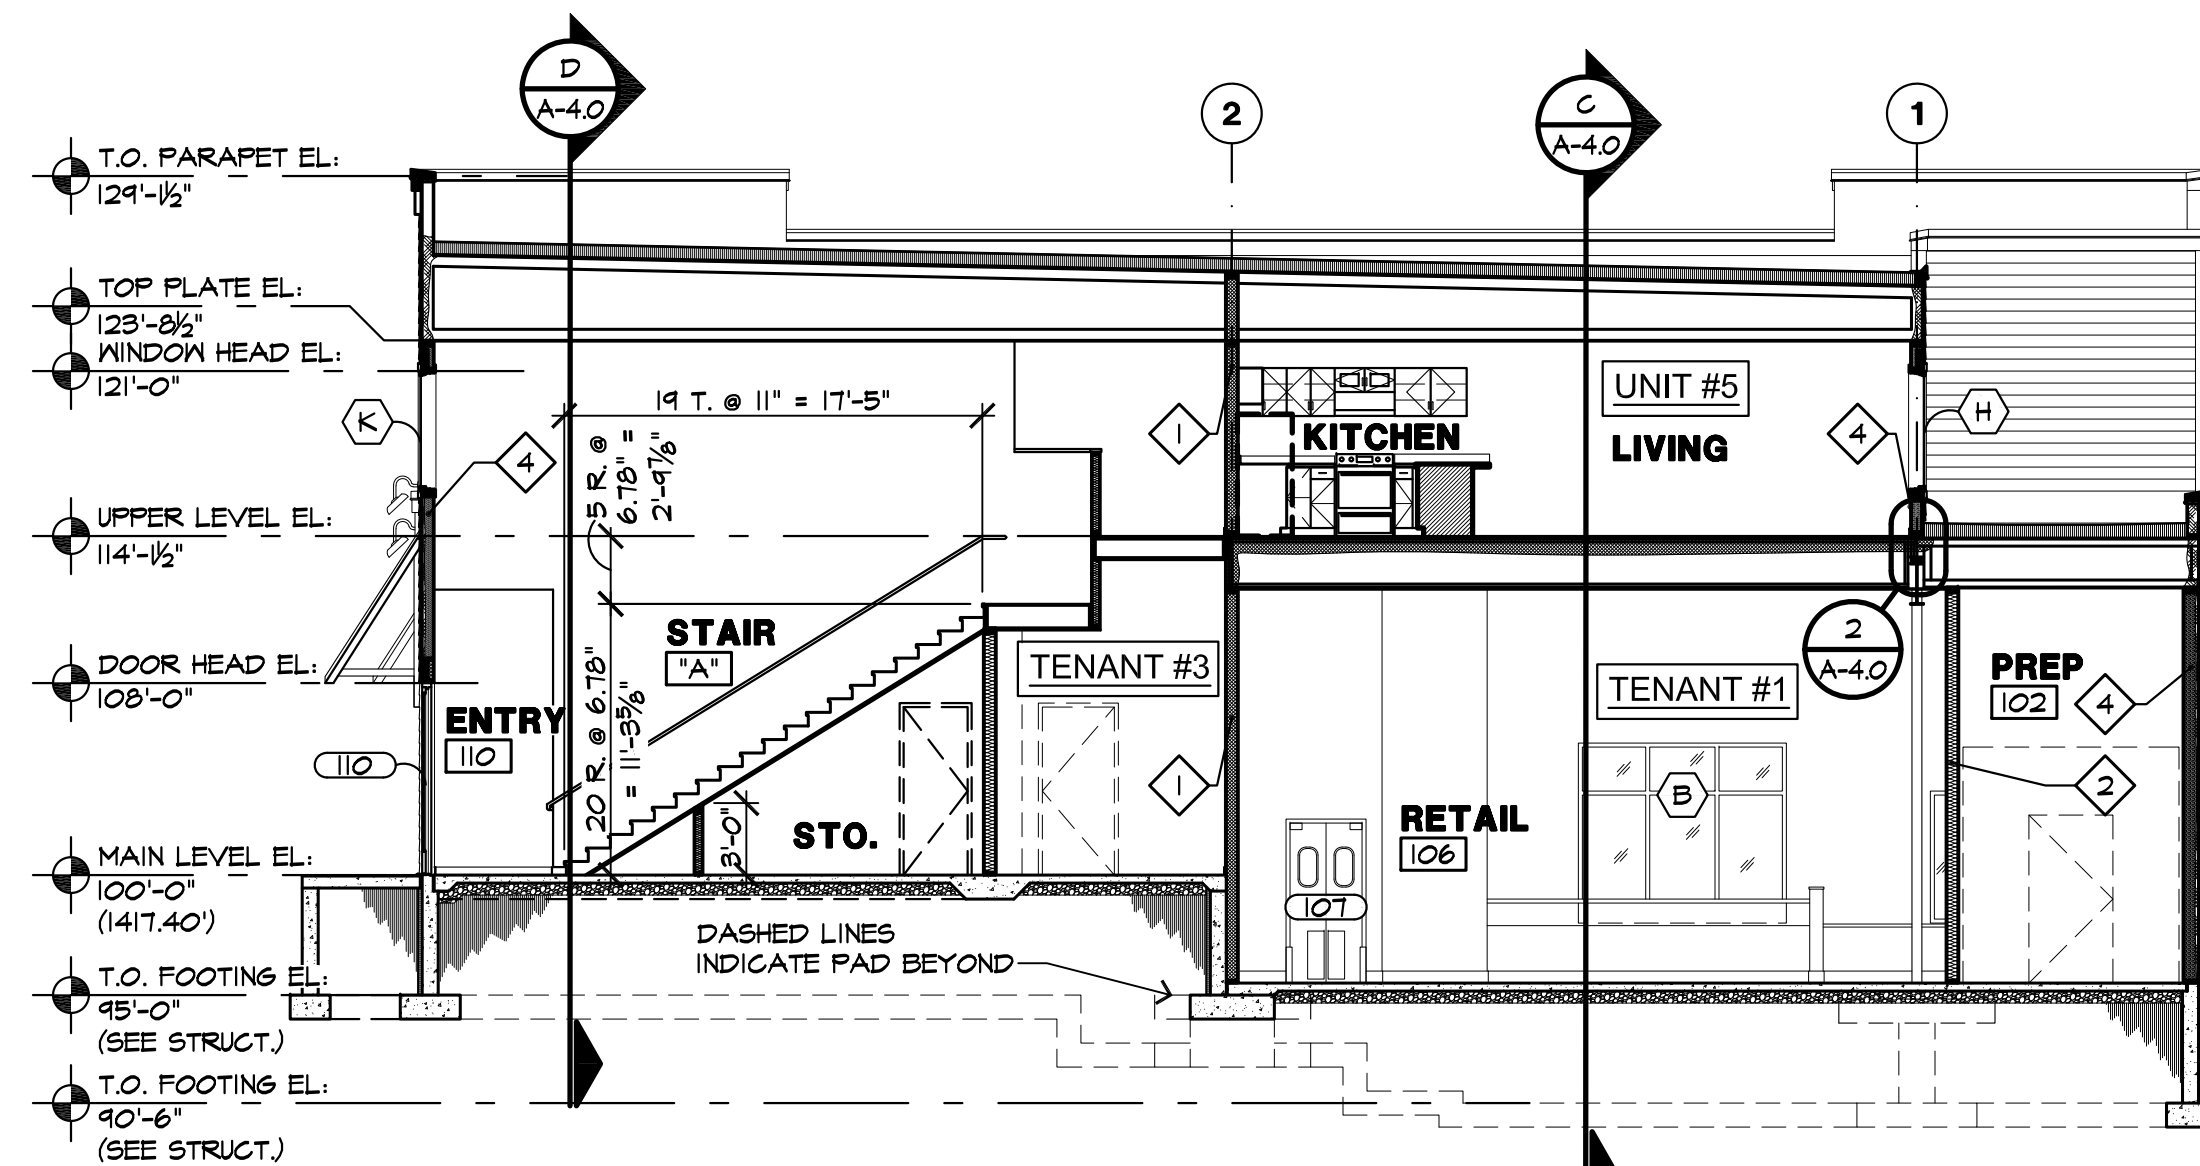 D
A-4.0
2
C
A-4.0
1
T.O. PARAPET EL:
129'-1½"
TOP PLATE EL:
123'-8½"
WINDOW HEAD EL:
121'-0"
K
4
19 T. @ 11" = 17'-5"
5 R. @
6.78" =
2'-9⅞"
1
KITCHEN
UNIT #5
LIVING
4
H
UPPER LEVEL EL:
114'-1½"
STAIR
"A"
TENANT #3
TENANT #1
2
A-4.0
PREP
102
4
DOOR HEAD EL:
108'-0"
ENTRY
110
110
20 R. @ 6.78"
= 11'-3⅝"
3'-0"
STO.
1
RETAIL
106
B
2
107
MAIN LEVEL EL:
100'-0"
(1417.40')
DASHED LINES
INDICATE PAD BEYOND
T.O. FOOTING EL:
95'-0"
(SEE STRUCT.)
T.O. FOOTING EL:
90'-6"
(SEE STRUCT.)